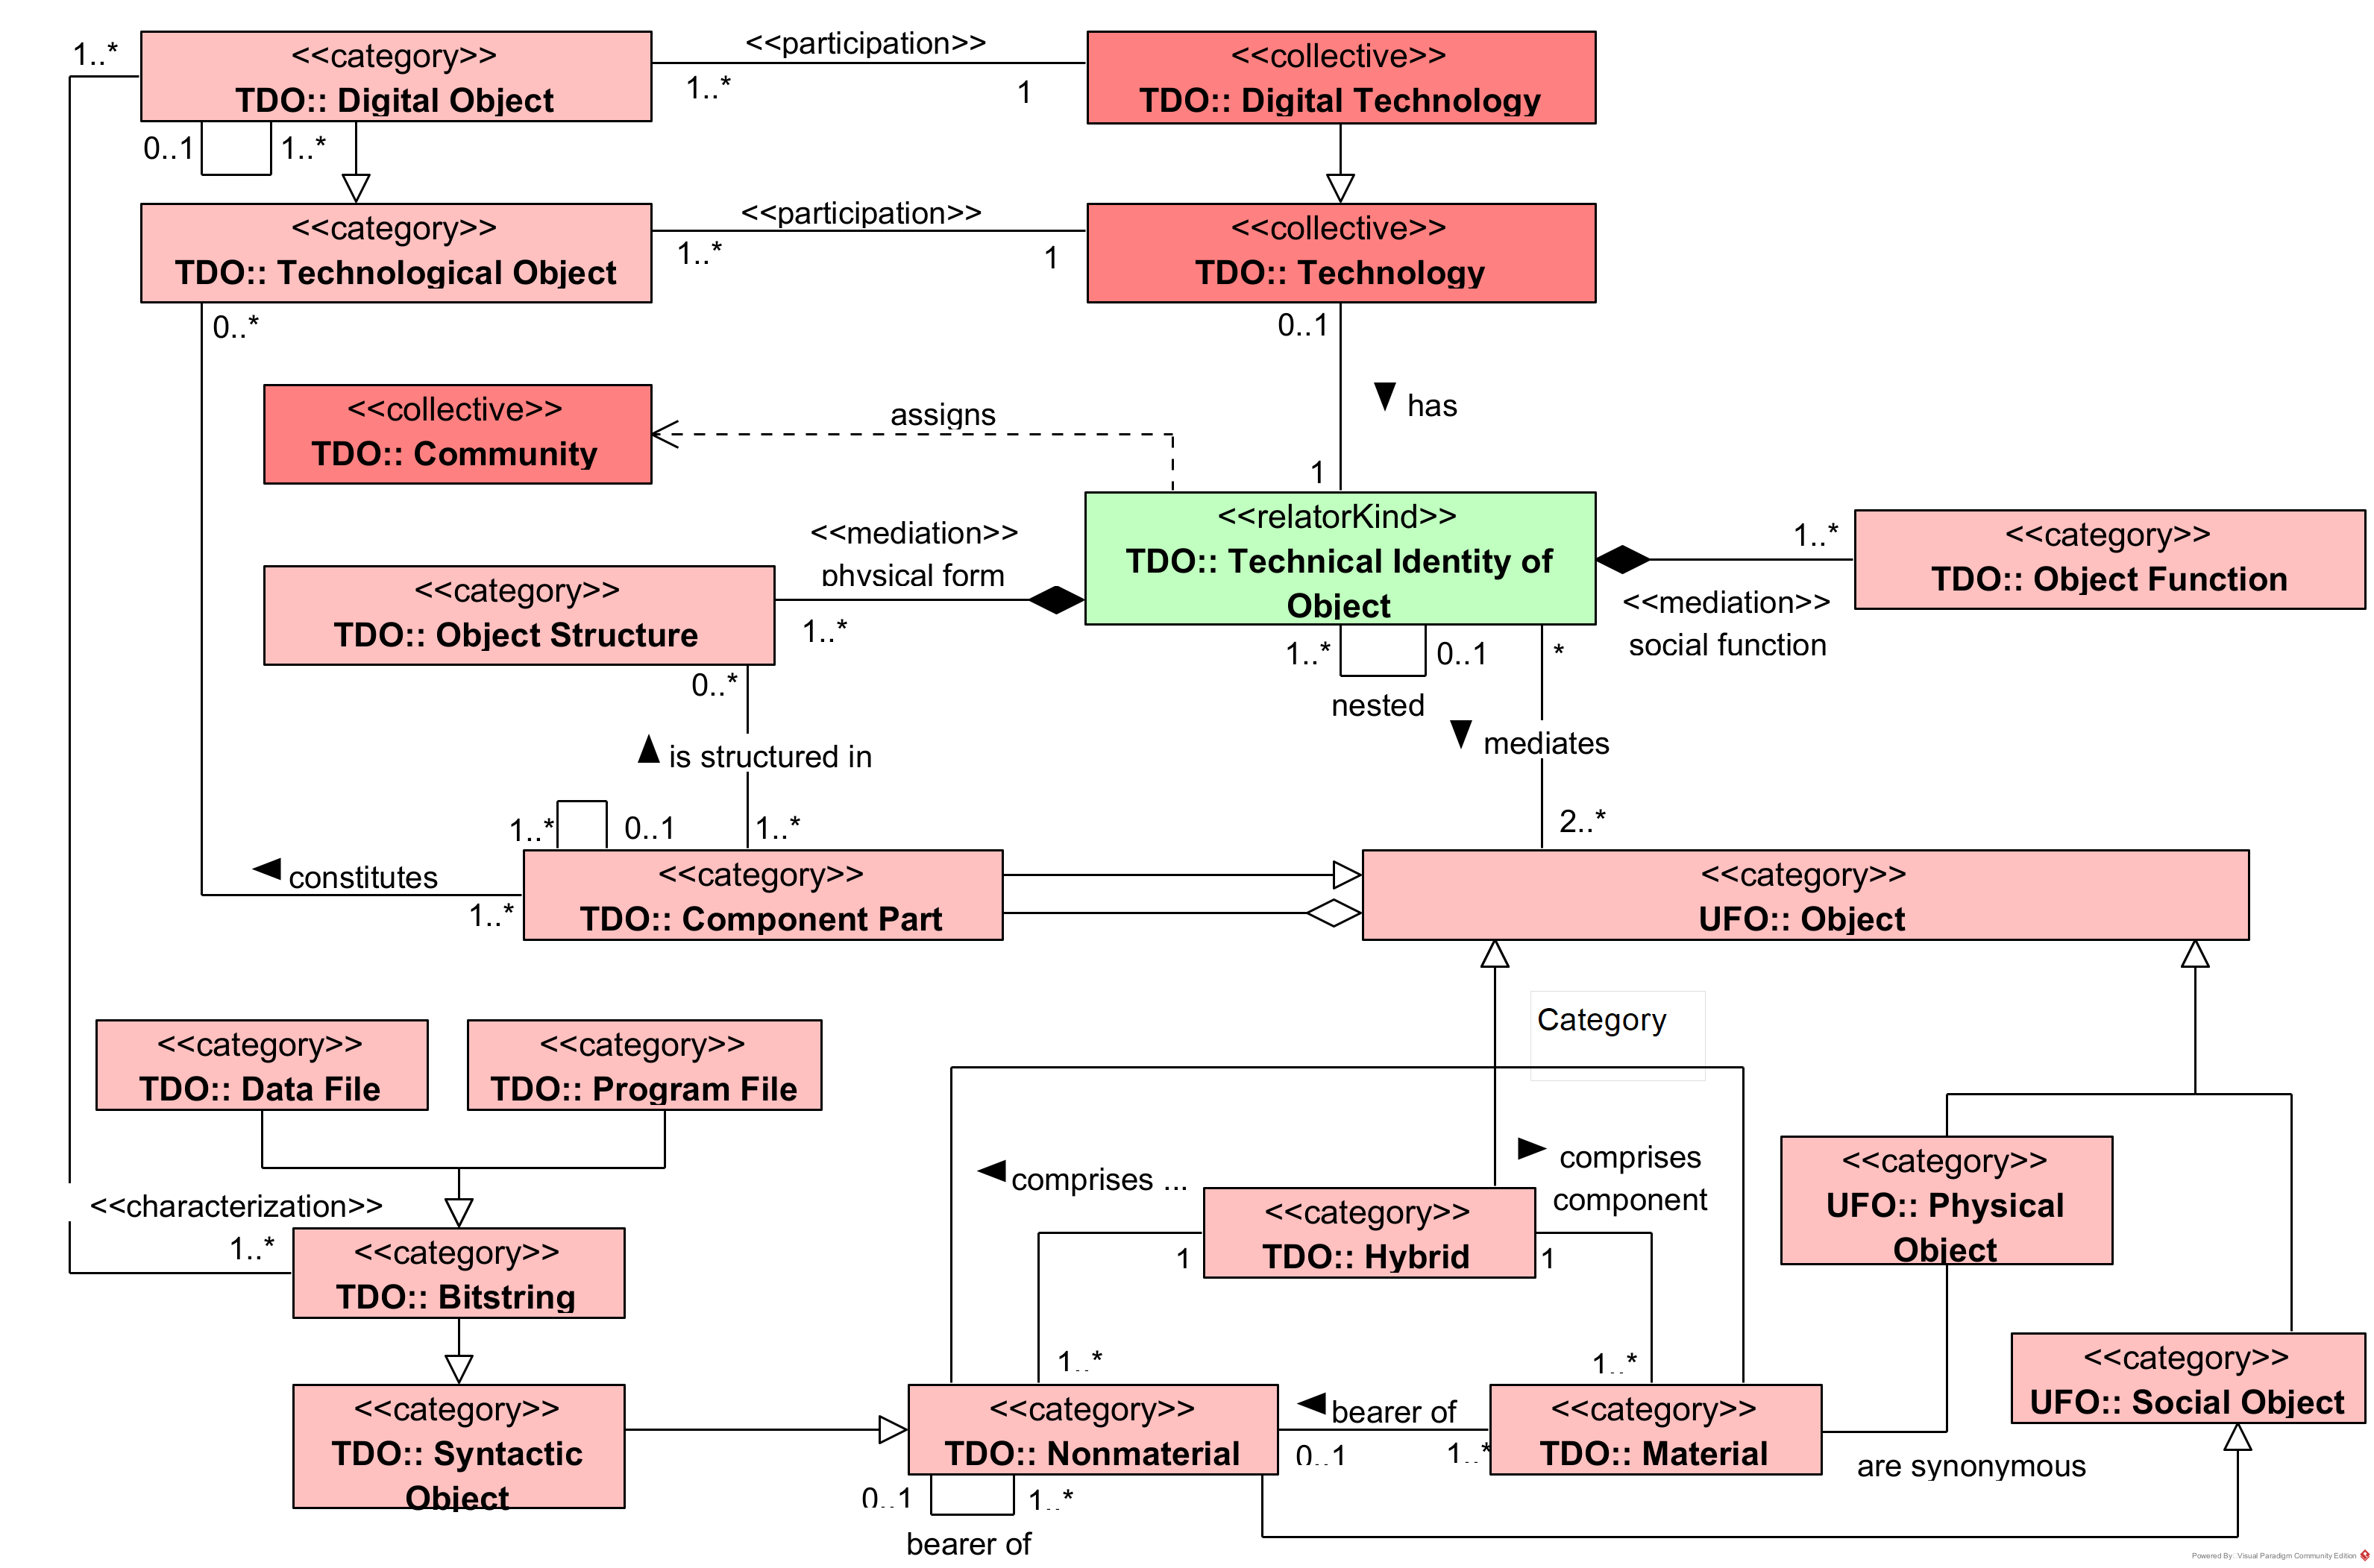 1..*
<<category>>
TDO:: Digital Object
<<participation>>
1..*
1
<<collective>>
TDO:: Digital Technology
0..1
1..*
<<category>>
TDO:: Technological Object
<<participation>>
1..*
1
<<collective>>
TDO:: Technology
0..*
0..1
has
1
<<collective>>
TDO:: Community
assigns
<<relatorKind>>
TDO:: Technical Identity of
Object
<<mediation>>
physical form
1..*
<<category>>
TDO:: Object Structure
1..*
<<mediation>>
social function
<<category>>
TDO:: Object Function
1..*
0..1
nested
*
mediates
2..*
0..*
is structured in
1..*
0..1
1..*
constitutes
1..*
<<category>>
TDO:: Component Part
<<category>>
UFO:: Object
Category
<<category>>
TDO:: Data File
<<category>>
TDO:: Program File
<<characterization>>
1..*
<<category>>
TDO:: Bitstring
comprises ...
comprises
component
<<category>>
TDO:: Hybrid
1
1
1..*
1..*
<<category>>
UFO:: Physical
Object
<<category>>
UFO:: Social Object
<<category>>
TDO:: Syntactic
Object
<<category>>
TDO:: Nonmaterial
bearer of
0..1
1..*
<<category>>
TDO:: Material
are synonymous
0..1
1..*
bearer of
Powered By Visual Paradigm Community Edition